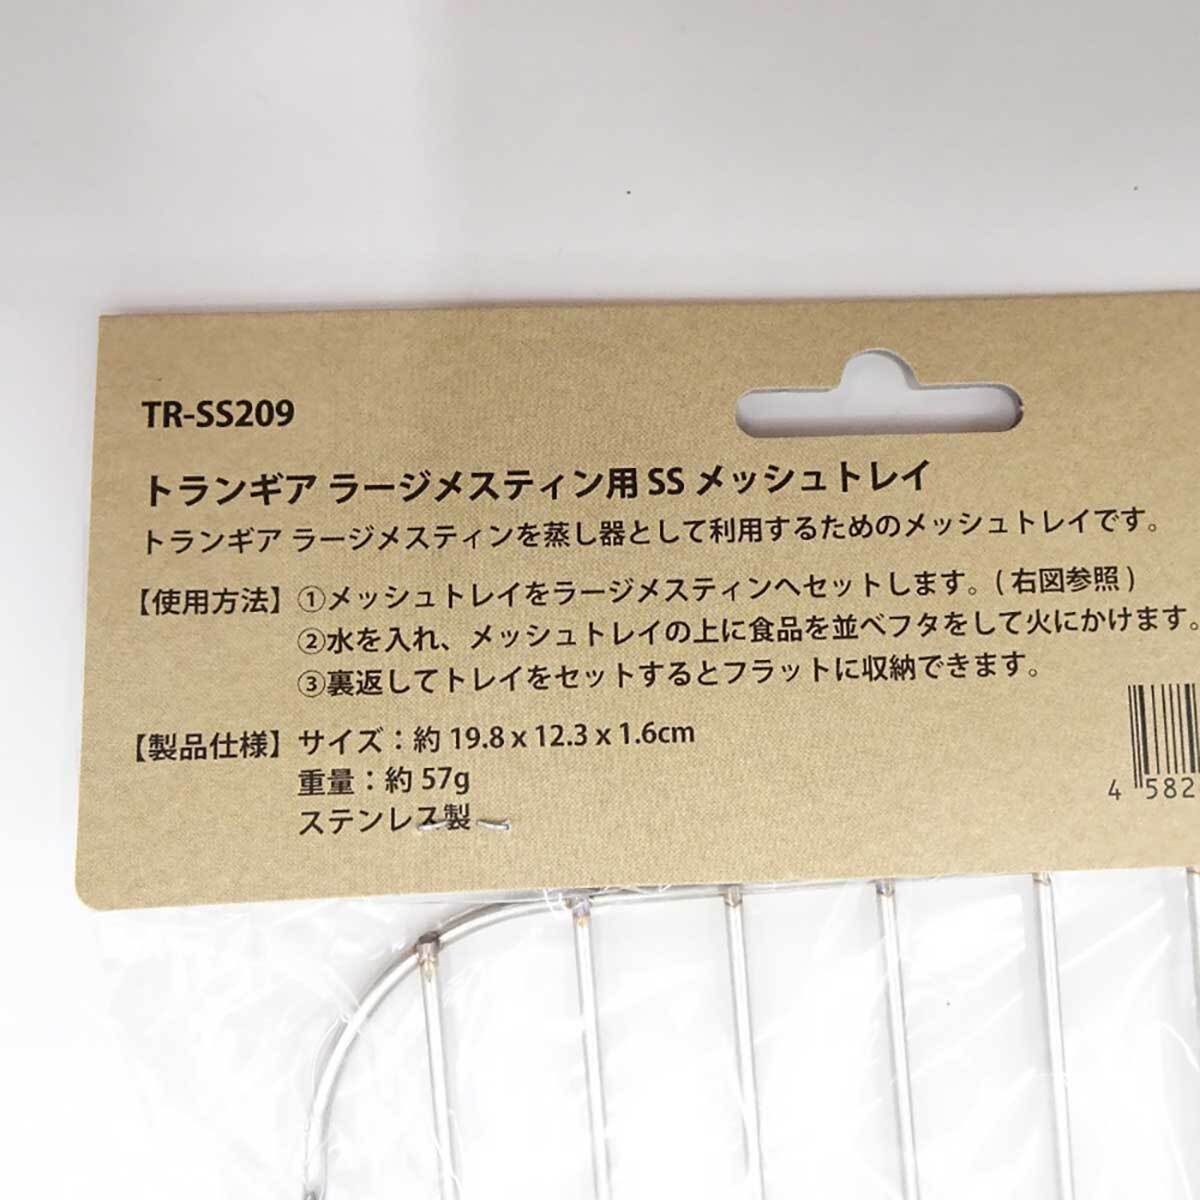 TR-SS209
トランギア ラージメスティン用 SS メッシュトレイ
トランギア ラージメスティンを蒸し器として利用するためのメッシュトレイです。
【使用方法】①メッシュトレイをラージメスティンへセットします。( 右図参照 )
②水を入れ、メッシュトレイの上に食品を並べフタをして火にかけます。
③裏返してトレイをセットするとフラットに収納できます。
【製品仕様】サイズ：約 19.8 x 12.3 x 1.6cm
重量：約 57g
ステンレス製
4 582